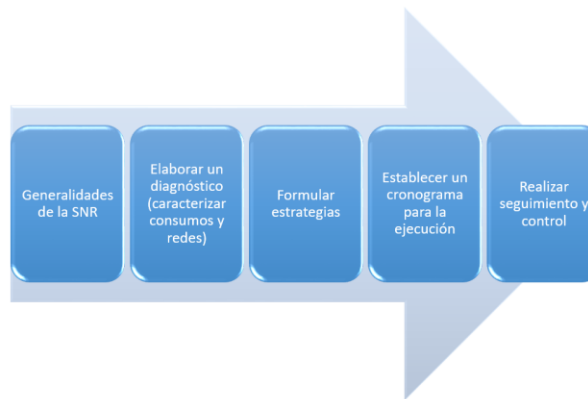 Generalidades
de la SNR
Elaborar un
diagnóstico
(caracterizar
consumos y
redes)
Formular
estrategias
Establecer un
cronograma
para la
ejecución
Realizar
seguimiento y
control